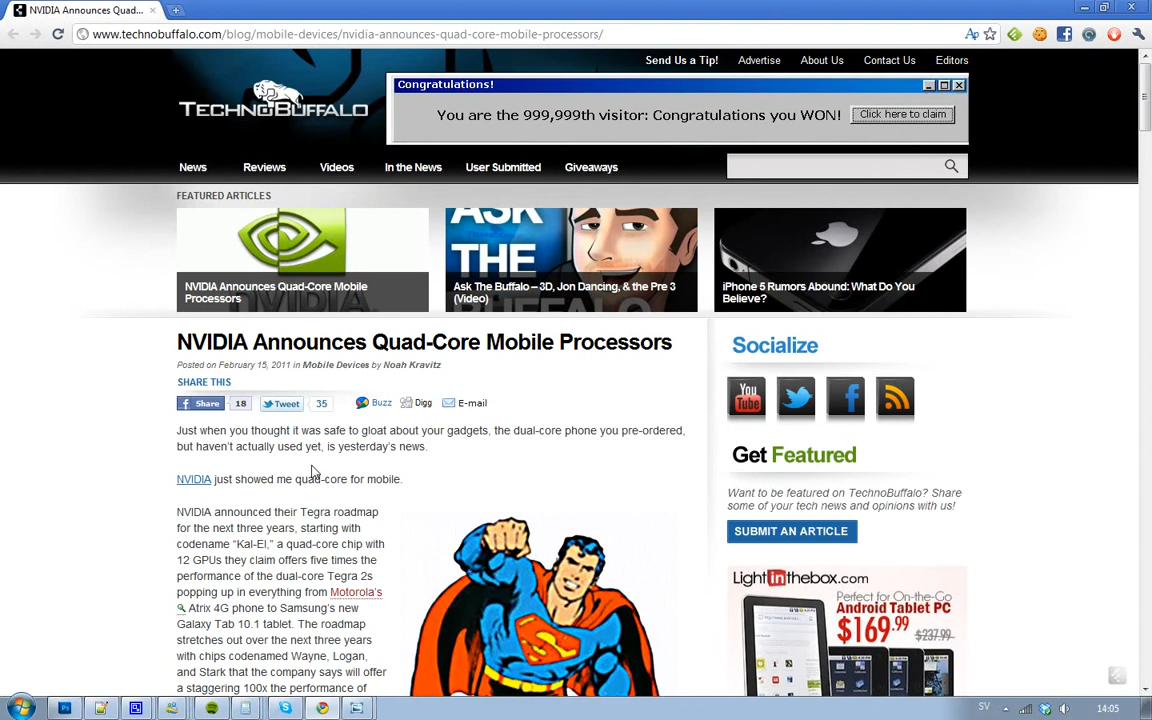 NVIDIA Announces Quad...
www.technobuffalo.com/blog/mobile-devices/nvidia-announces-quad-core-mobile-processors/
Send Us a Tip!
Advertise
About Us
Contact Us
Editors
TECHNOBUFFALO
Congratulations!
You are the 999,999th visitor: Congratulations you WON!
Click here to claim
News
Reviews
Videos
In the News
User Submitted
Giveaways
FEATURED ARTICLES
NVIDIA Announces Quad-Core Mobile
Processors
ASK
THE
BUFFALO
Ask The Buffalo – 3D, Jon Dancing, & the Pre 3
(Video)
iPhone 5 Rumors Abound: What Do You
Believe?
NVIDIA Announces Quad-Core Mobile Processors
Posted on February 15, 2011 in Mobile Devices by Noah Kravitz
SHARE THIS
Share
18
Tweet
35
Buzz
Digg
E-mail
Just when you thought it was safe to gloat about your gadgets, the dual-core phone you pre-ordered,
but haven't actually used yet, is yesterday's news.
NVIDIA just showed me quad-core for mobile.
NVIDIA announced their Tegra roadmap
for the next three years, starting with
codename “Kal-El,” a quad-core chip with
12 GPUs they claim offers five times the
performance of the dual-core Tegra 2s
popping up in everything from Motorola's
Atrix 4G phone to Samsung's new
Galaxy Tab 10.1 tablet. The roadmap
stretches out over the next three years
with chips codenamed Wayne, Logan,
and Stark that the company says will offer
a staggering 100x the performance of
Socialize
You
Tube
Get Featured
Want to be featured on TechnoBuffalo? Share
some of your tech news and opinions with us!
SUBMIT AN ARTICLE
Lightinthebox.com
Perfect for On-the-Go
Android Tablet PC
$169.99
$237.99
SV
14:05